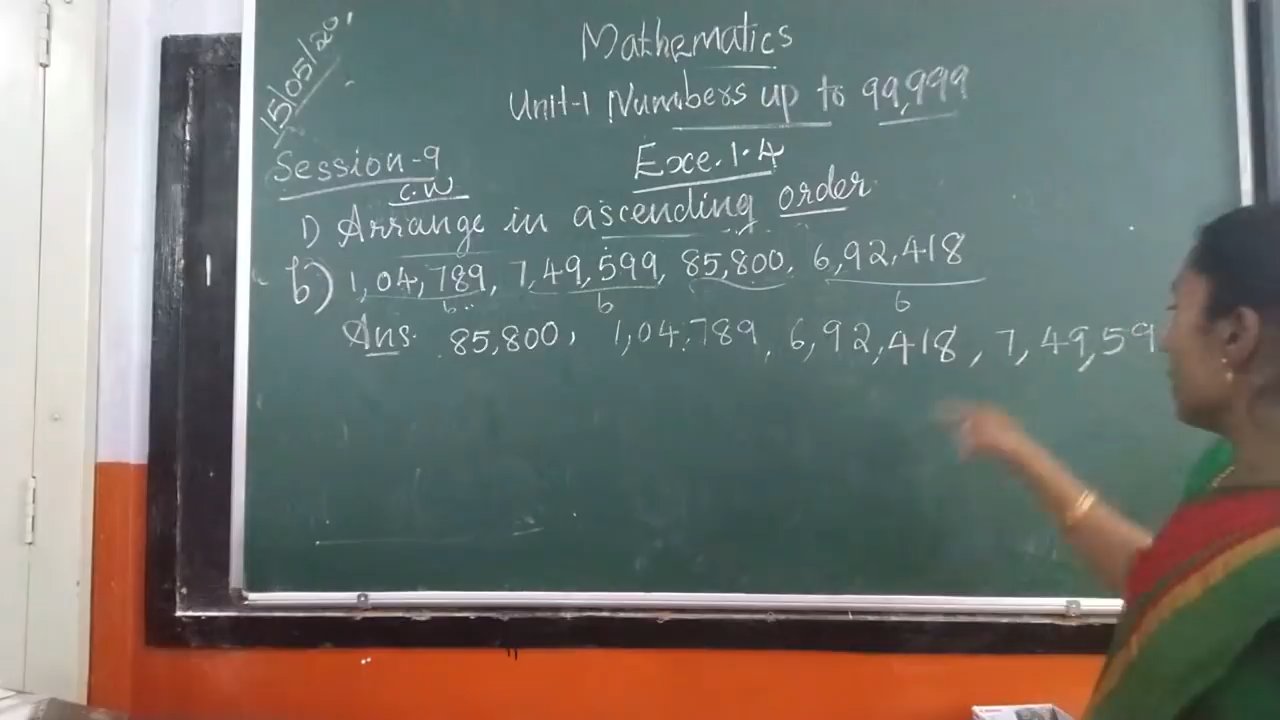 15/05/20
Mathematics
Unit-1 Numbers up to 99,999
Session-9
Exe. 1.4
C.W
1) Arrange in ascending order
b) 1,04,789, 7,49,599, 85,800, 6,92,418
6 6 6
Ans. 85,800, 1,04,789, 6,92,418, 7,49,59